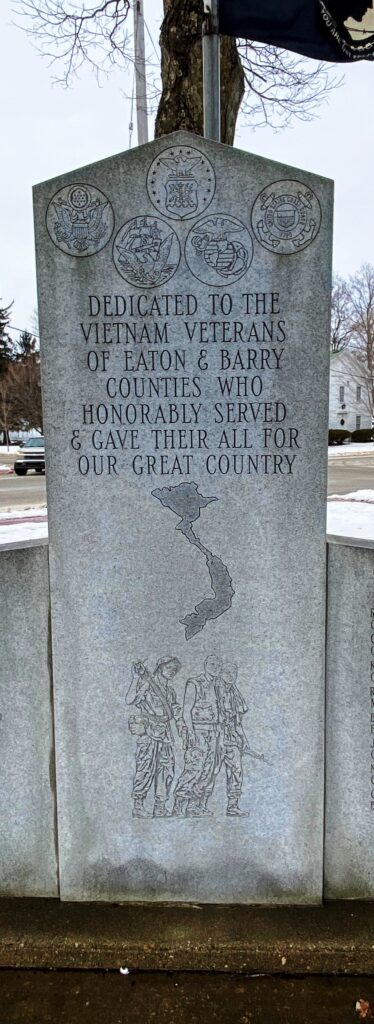 YOU A
DEDICATED TO THE
VIETNAM VETERANS
OF EATON & BARRY
COUNTIES WHO
HONORABLY SERVED
& GAVE THEIR ALL FOR
OUR GREAT COUNTRY